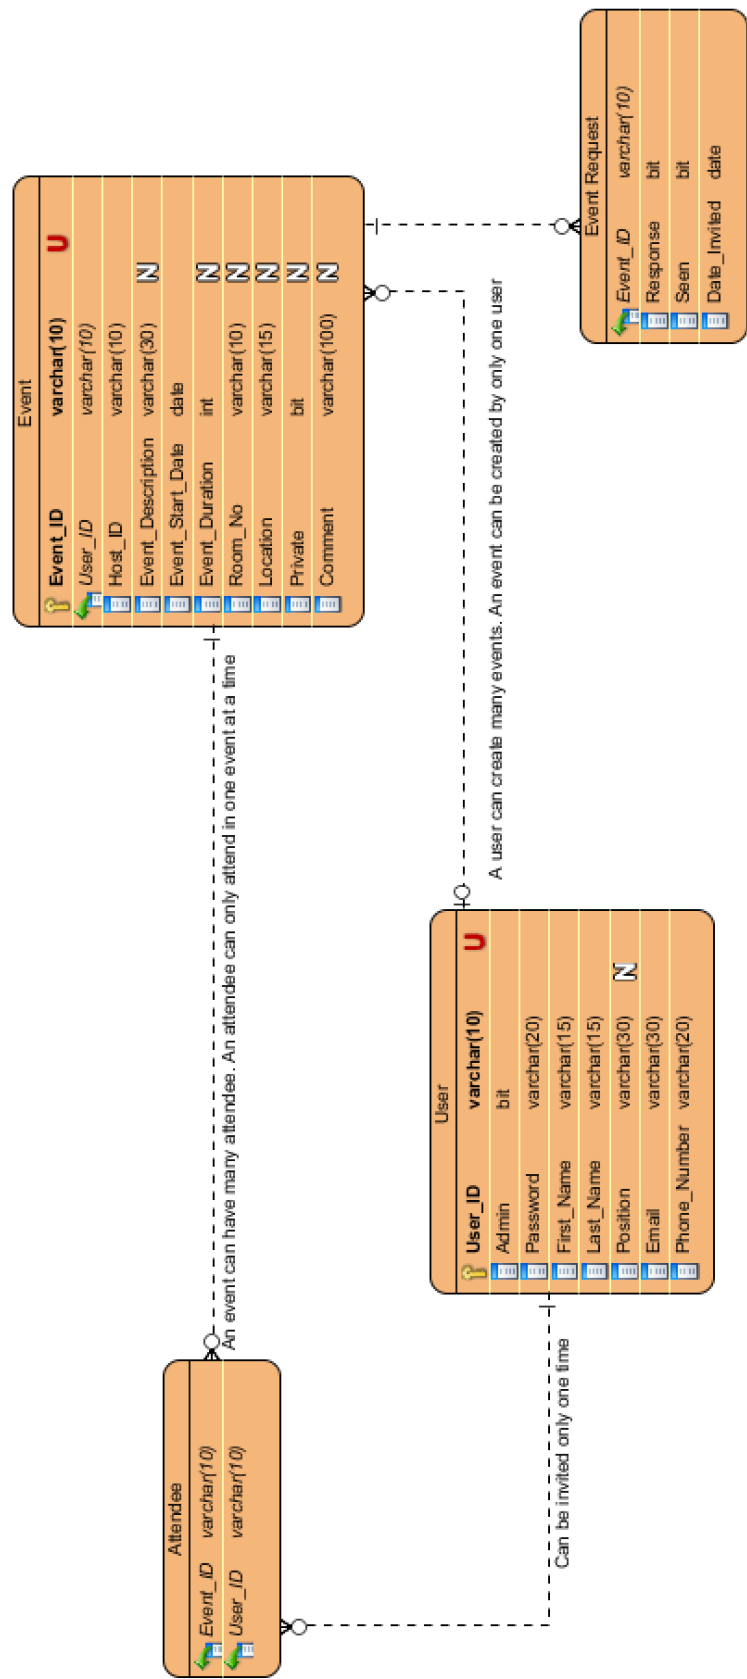 Attendee
Event_ID varchar(10)
User_ID varchar(10)
An event can have many attendee. An attendee can only attend in one event at a time
Event
Event_ID varchar(10) U
User_ID varchar(10)
Host_ID varchar(10)
Event_Description varchar(30) N
Event_Start_Date date
Event_Duration int N
Room_No varchar(10) N
Location varchar(15) N
Private bit N
Comment varchar(100) N
Can be invited only one time
User
User_ID varchar(10) U
Admin bit
Password varchar(20)
First_Name varchar(15)
Last_Name varchar(15)
Position varchar(30) N
Email varchar(30)
Phone_Number varchar(20)
A user can create many events. An event can be created by only one user
Event Request
Event_ID varchar(10)
Response bit
Seen bit
Date_Invited date